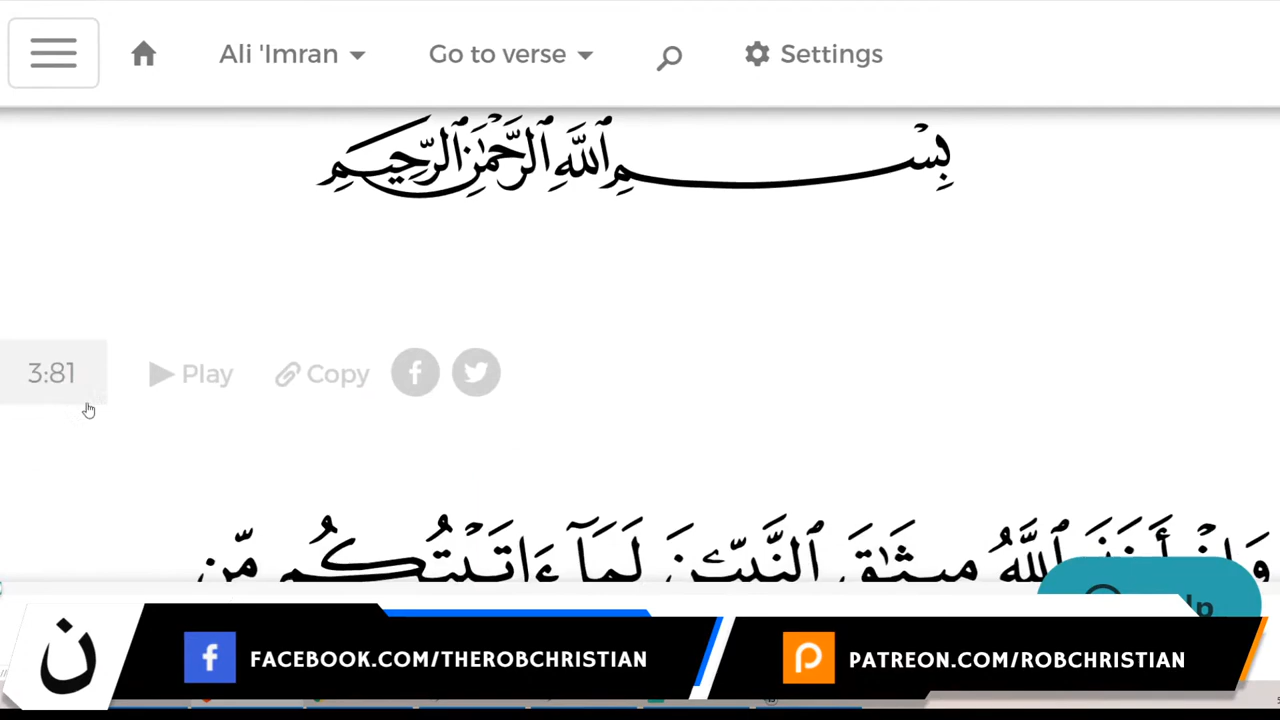 Ali 'Imran Go to verse Settings
بِسْمِ ٱللَّهِ ٱلرَّحْمَٰنِ ٱلرَّحِيمِ
3:81 Play Copy
وَإِذْ أَخَذَ ٱللَّهُ مِيثَٰقَ ٱلنَّبِيِّۦنَ لَمَآ ءَاتَيْتُكُم مِّن
ن FACEBOOK.COM/THEROBCHRISTIAN PATREON.COM/ROBCHRISTIAN